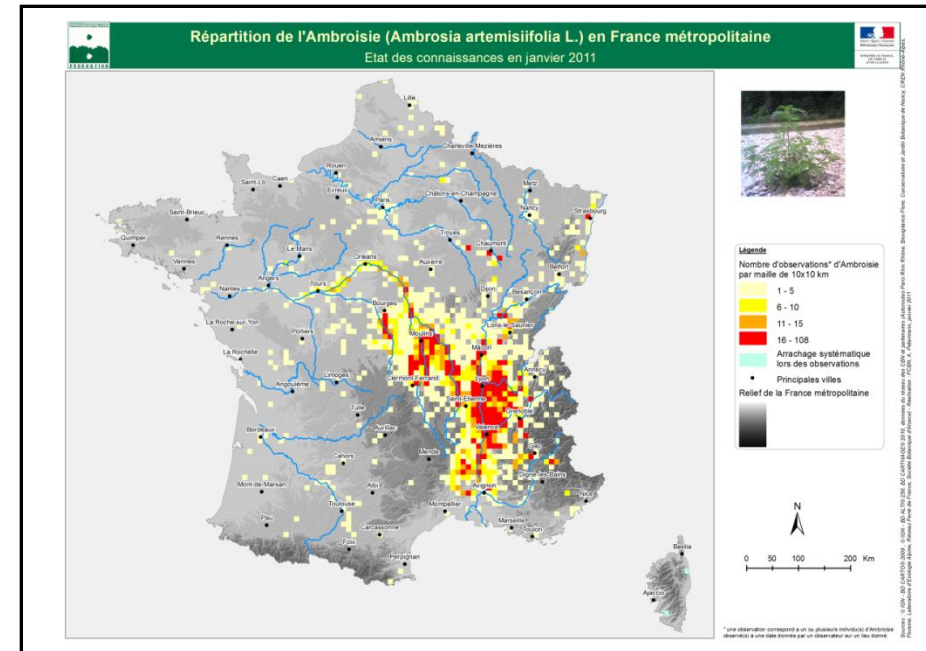 Répartition de l'Ambroisie (Ambrosia artemisiifolia L.) en France métropolitaine
Etat des connaissances en janvier 2011
FEDERATION
Lille
Amiens
Charleville-Mezières
Rouen
Saint-Lô
Caen
Evreux
Paris
Châlons-en-Champagne
Metz
Nancy
Strasbourg
Saint-Brieuc
Quimper
Rennes
Vannes
Le Mans
Orléans
Troyes
Chaumont
Auxerre
Belfort
Angers
Nantes
Tours
Bourges
Dijon
Besançon
La-Roche-sur-Yon
Poitiers
Moulins
Lons-le-Saunier
Macon
La Rochelle
Limoges
Clermont-Ferrand
Lyon
Annecy
Angoulème
Saint-Etienne
Tulle
Grenoble
Aurillac
Valence
Bordeaux
Mende
Gap
Cahors
Digne-les-Bains
Mont-de-Marsan
Albi
Avignon
Nice
Toulouse
Montpellier
Pau
Carcassonne
Marseille
Toulon
Foix
Perpignan
Bastia
Ajaccio
Légende
Nombre d'observations* d'Ambroisie
par maille de 10x10 km
1 - 5
6 - 10
11 - 15
16 - 108
Arrachage systématique
lors des observations
Principales villes
Relief de la France métropolitaine
N
0 50 100 200 Km
* une observation correspond a un ou plusieurs individu(s) d'Ambroisie
observé(s) à une date donnée par un observateur sur un lieu donné.